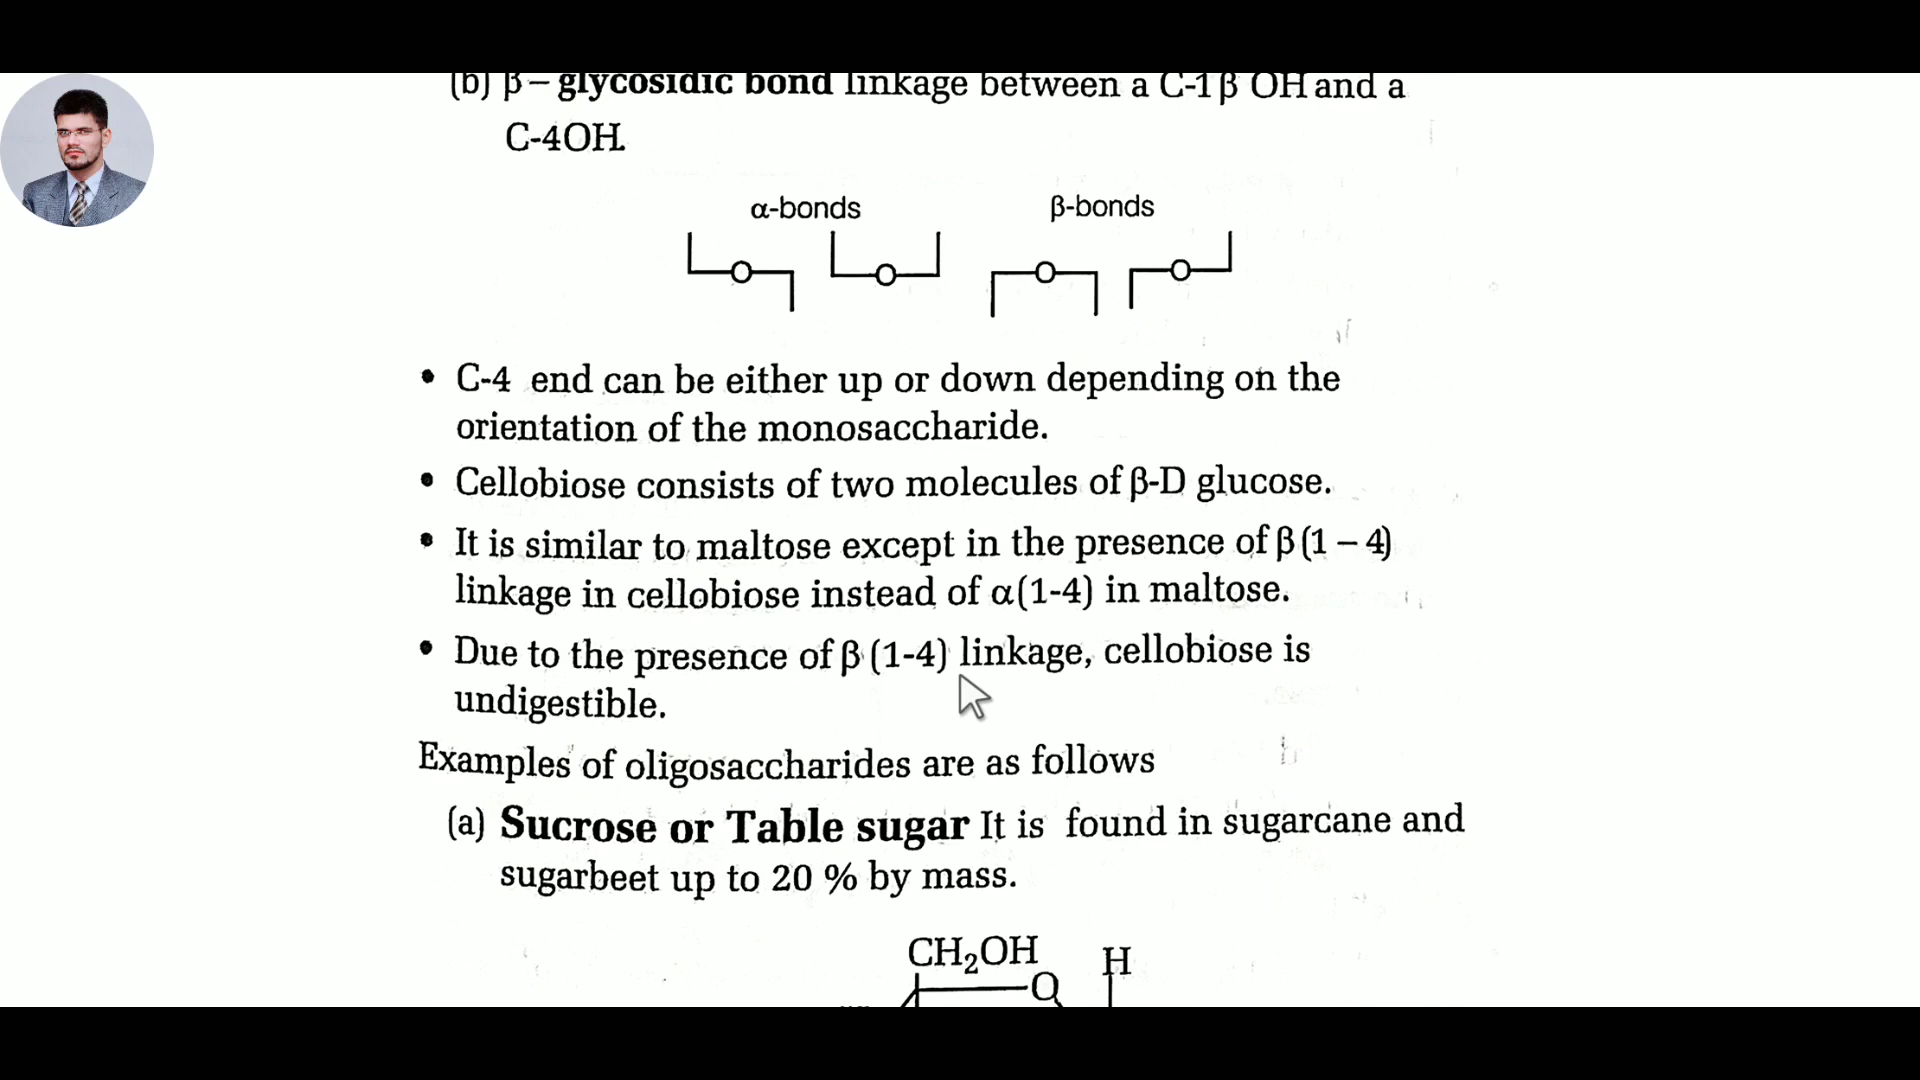 (b) β – glycosidic bond linkage between a C-1β OH and a
C-4OH.
α-bonds β-bonds
• C-4 end can be either up or down depending on the
orientation of the monosaccharide.
• Cellobiose consists of two molecules of β-D glucose.
• It is similar to maltose except in the presence of β (1 – 4)
linkage in cellobiose instead of α(1-4) in maltose.
• Due to the presence of β (1-4) linkage, cellobiose is
undigestible.
Examples of oligosaccharides are as follows
(a) Sucrose or Table sugar It is found in sugarcane and
sugarbeet up to 20 % by mass.
CH₂OH H
O